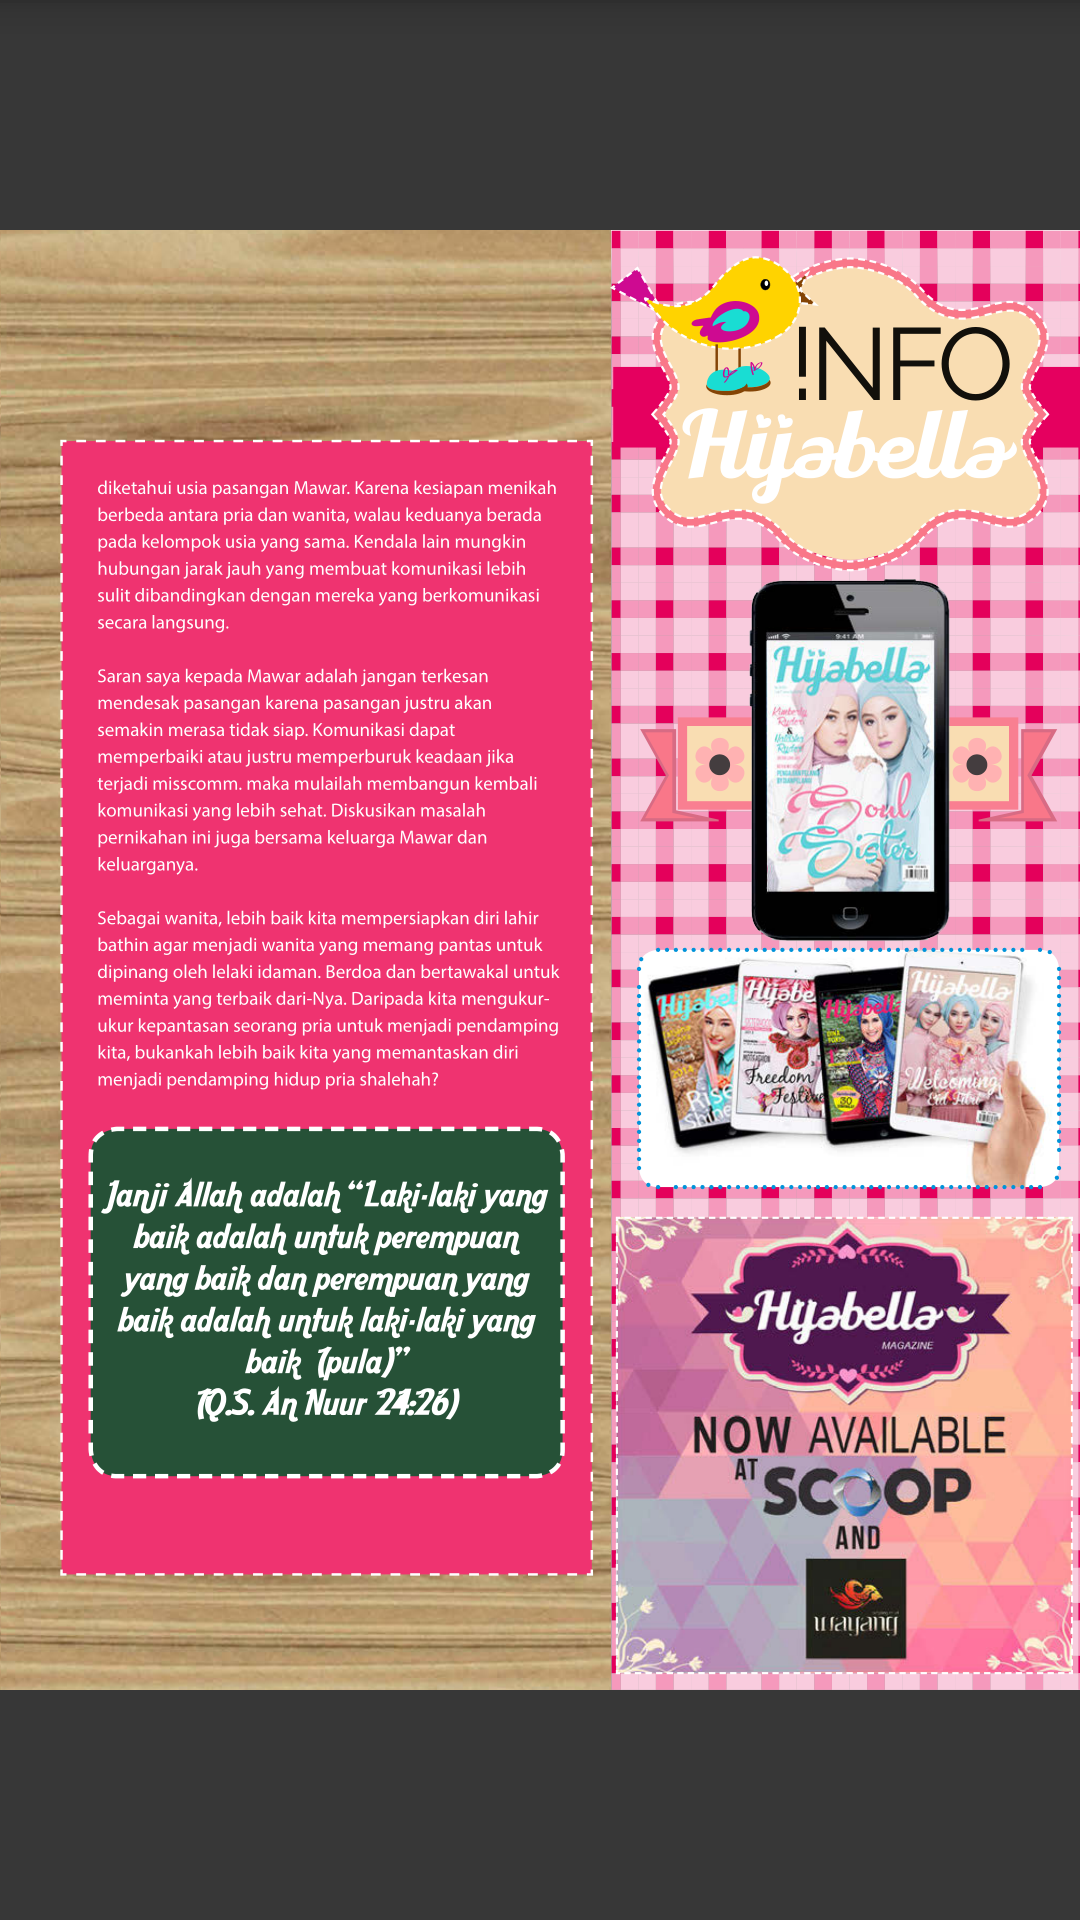 diketahui usia pasangan Mawar. Karena kesiapan menikah
berbeda antara pria dan wanita, walau keduanya berada
pada kelompok usia yang sama. Kendala lain mungkin
hubungan jarak jauh yang membuat komunikasi lebih
sulit dibandingkan dengan mereka yang berkomunikasi
secara langsung.
Saran saya kepada Mawar adalah jangan terkesan
mendesak pasangan karena pasangan justru akan
semakin merasa tidak siap. Komunikasi dapat
memperbaiki atau justru memperburuk keadaan jika
terjadi misscomm. maka mulailah membangun kembali
komunikasi yang lebih sehat. Diskusikan masalah
pernikahan ini juga bersama keluarga Mawar dan
keluarganya.
Sebagai wanita, lebih baik kita mempersiapkan diri lahir
bathin agar menjadi wanita yang memang pantas untuk
dipinang oleh lelaki idaman. Berdoa dan bertawakal untuk
meminta yang terbaik dari-Nya. Daripada kita mengukur-
ukur kepantasan seorang pria untuk menjadi pendamping
kita, bukankah lebih baik kita yang memantaskan diri
menjadi pendamping hidup pria shalehah?
Janji Allah adalah “Laki-laki yang
baik adalah untuk perempuan
yang baik dan perempuan yang
baik adalah untuk laki-laki yang
baik (pula)”
(Q.S. An Nuur 24:26)
!NFO
Hijabella
9:41 AM
Hijabella
&
Soul
Sister
Hijabel
Hijabe
Hijabella
Hijabella
Rise
Freedom
Festive
30
Welcoming
Eid Fitri
Hijabella
MAGAZINE
NOW AVAILABLE
AT SCOOP
AND
wayang